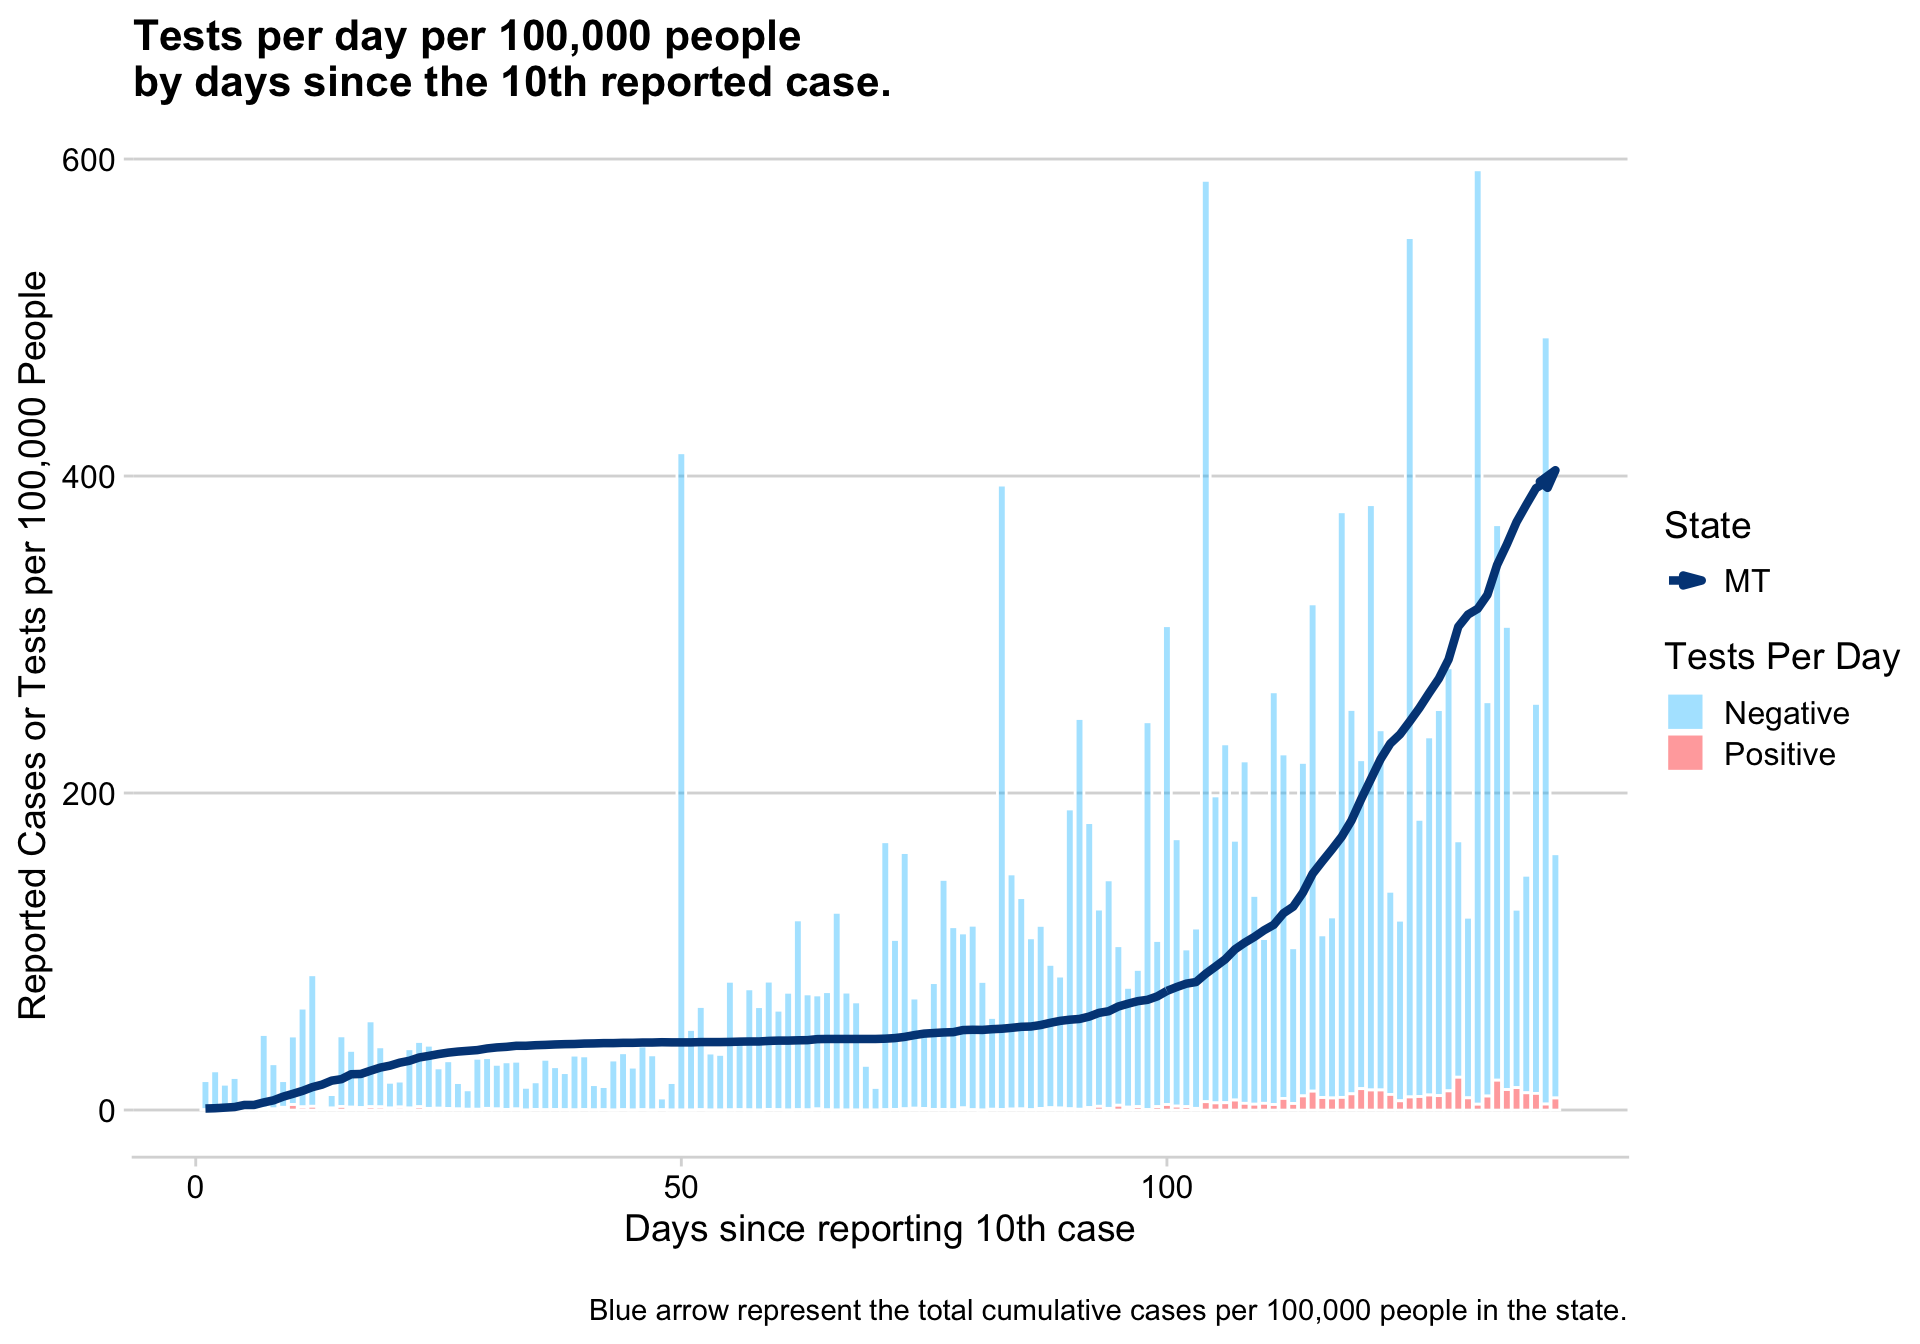 Tests per day per 100,000 people
by days since the 10th reported case.
Reported Cases or Tests per 100,000 People
600
400
200
0
0
50
100
Days since reporting 10th case
State
MT
Tests Per Day
Negative
Positive
Blue arrow represent the total cumulative cases per 100,000 people in the state.